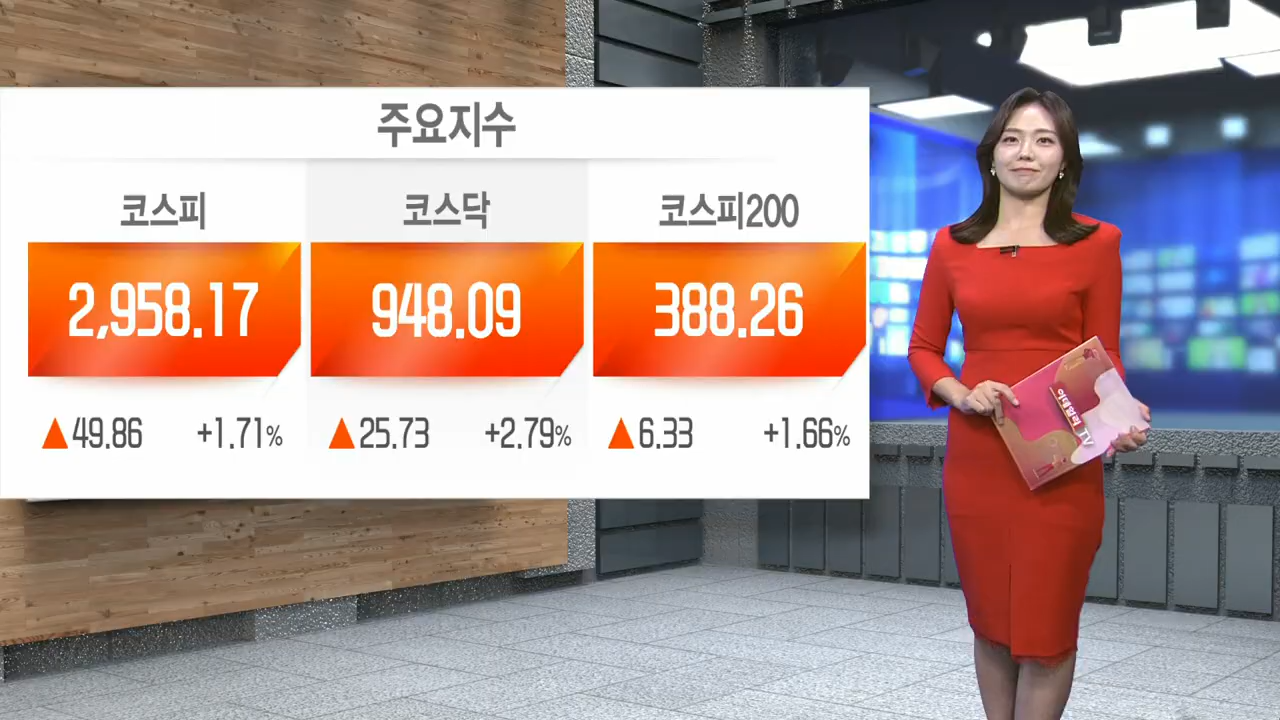 주요지수
코스피
코스닥
코스피200
2,958.17
948.09
388.26
▲49.86 +1.71%
▲25.73 +2.79%
▲6.33 +1.66%
TV